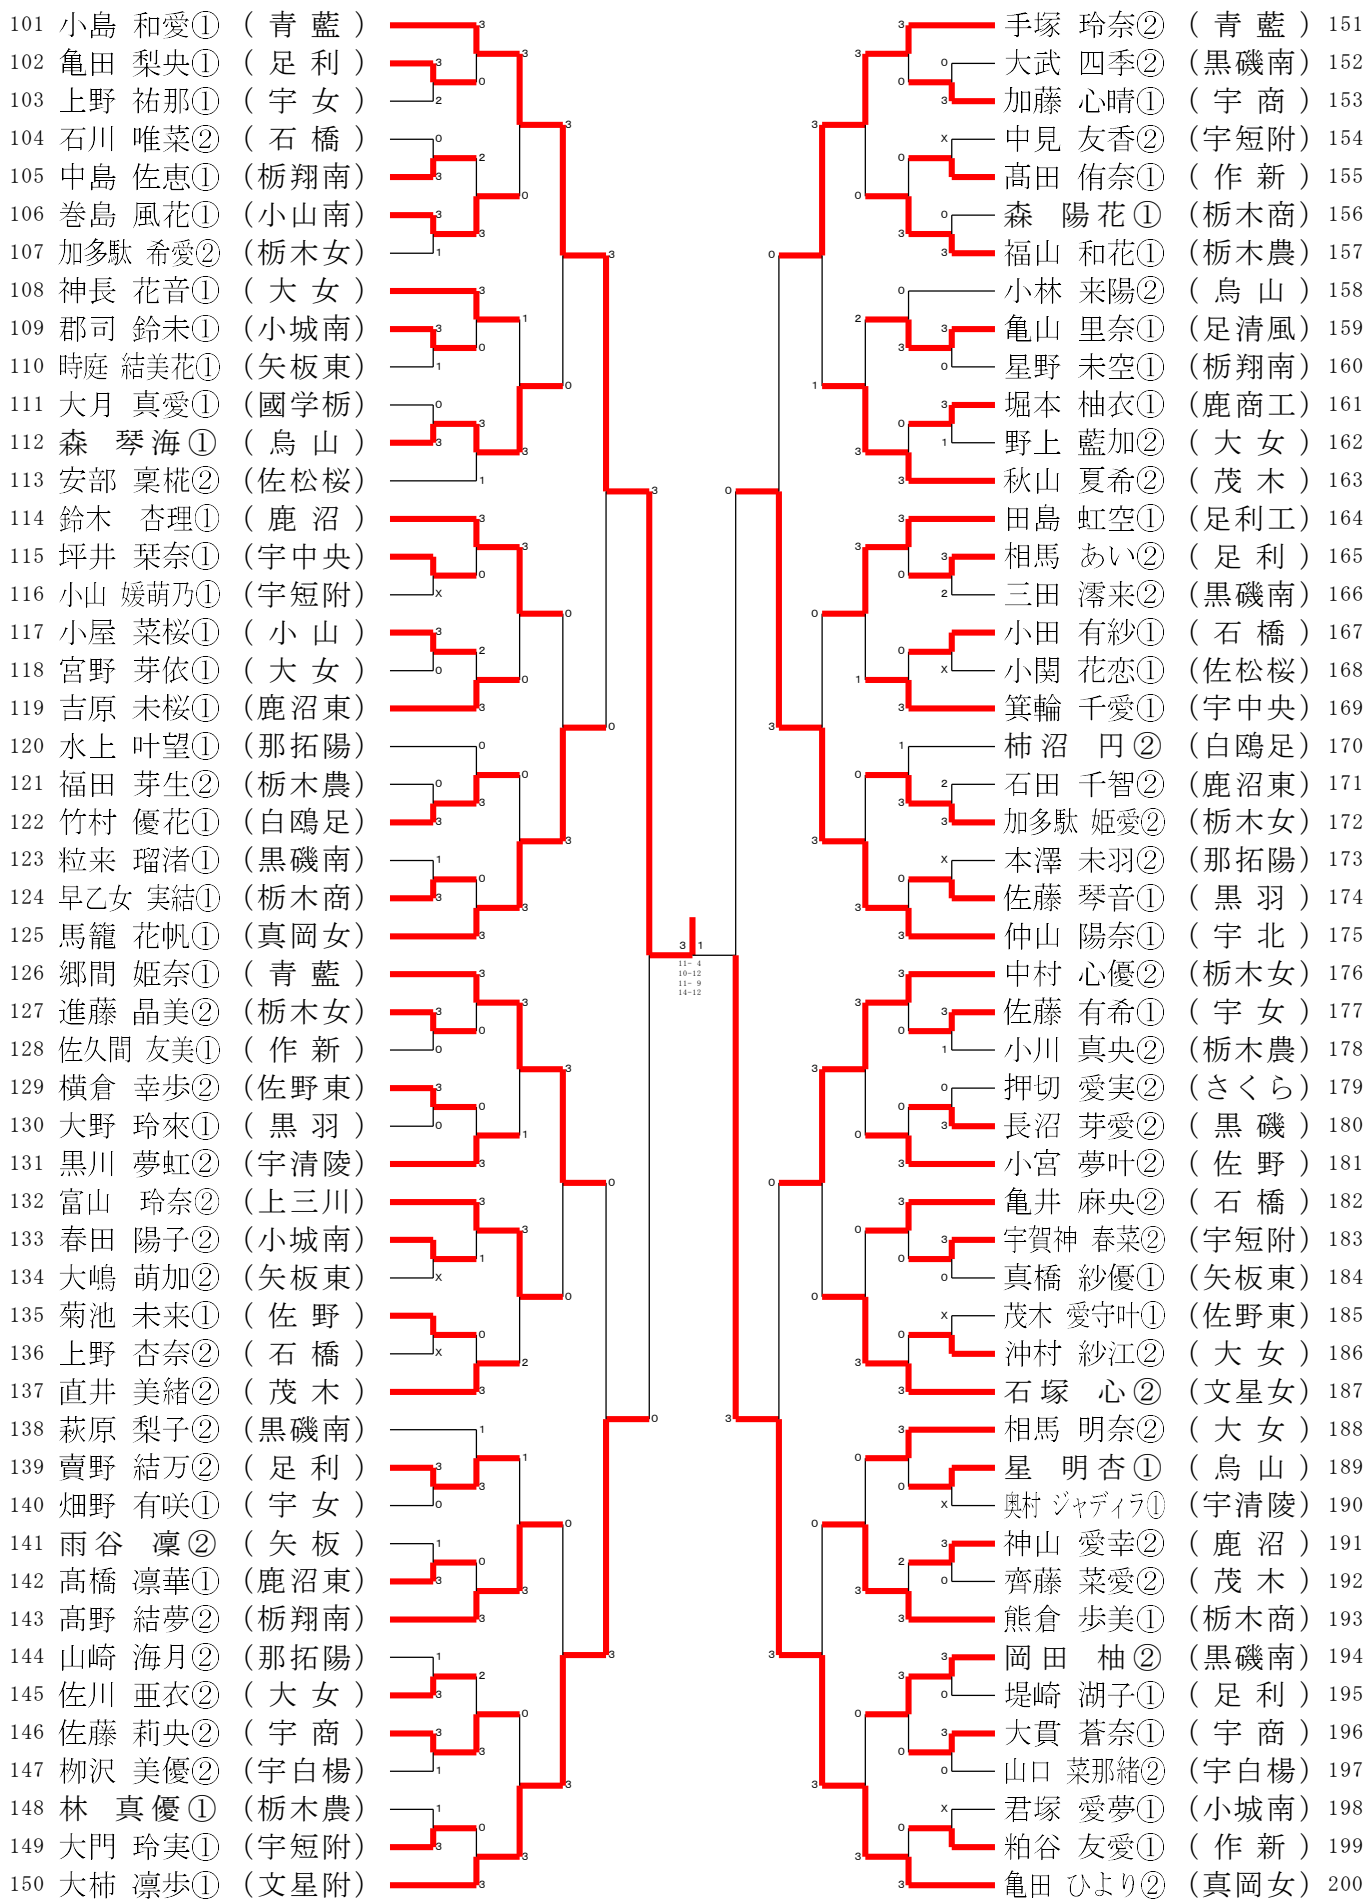 101 小島 和愛① ( 青 藍 )
102 亀田 梨央① ( 足 利 )
103 上野 祐那① ( 宇 女 )
104 石川 唯菜② ( 石 橋 )
105 中島 佐恵① (栃翔南)
106 巻島 風花① (小山南)
107 加多駄 希愛② (栃木女)
108 神長 花音① ( 大 女 )
109 郡司 鈴未① (小城南)
110 時庭 結美花① (矢板東)
111 大月 真愛① (國学栃)
112 森 琴海① ( 烏 山 )
113 安部 稟椛② (佐松桜)
114 鈴木 杏理① ( 鹿 沼 )
115 坪井 栞奈① (宇中央)
116 小山 媛萌乃① (宇短附)
117 小屋 菜桜① ( 小 山 )
118 宮野 芽依① ( 大 女 )
119 吉原 未桜① (鹿沼東)
120 水上 叶望① (那拓陽)
121 福田 芽生② (栃木農)
122 竹村 優花① (白鴎足)
123 粒来 瑠渚① (黒磯南)
124 早乙女 実結① (栃木商)
125 馬籠 花帆① (真岡女)
126 郷間 姫奈① ( 青 藍 )
127 進藤 晶美② (栃木女)
128 佐久間 友美① ( 作 新 )
129 横倉 幸歩② (佐野東)
130 大野 玲來① ( 黒 羽 )
131 黒川 夢虹② (宇清陵)
132 富山 玲奈② (上三川)
133 春田 陽子② (小城南)
134 大嶋 萌加② (矢板東)
135 菊池 未来① ( 佐 野 )
136 上野 杏奈② ( 石 橋 )
137 直井 美緒② ( 茂 木 )
138 萩原 梨子② (黒磯南)
139 賣野 結万② ( 足 利 )
140 畑野 有咲① ( 宇 女 )
141 雨谷 凜② ( 矢 板 )
142 髙橋 凛華① (鹿沼東)
143 髙野 結夢② (栃翔南)
144 山崎 海月② (那拓陽)
145 佐川 亜衣② ( 大 女 )
146 佐藤 莉央② ( 宇 商 )
147 栁沢 美優② (宇白楊)
148 林 真優① (栃木農)
149 大門 玲実① (宇短附)
150 大柿 凛歩① (文星附)
3 1
11- 4
10-12
11- 9
14-12
手塚 玲奈② ( 青 藍 ) 151
大武 四季② (黒磯南) 152
加藤 心晴① ( 宇 商 ) 153
中見 友香② (宇短附) 154
髙田 侑奈① ( 作 新 ) 155
森 陽花① (栃木商) 156
福山 和花① (栃木農) 157
小林 来陽② ( 烏 山 ) 158
亀山 里奈① (足清風) 159
星野 未空① (栃翔南) 160
堀本 柚衣① (鹿商工) 161
野上 藍加② ( 大 女 ) 162
秋山 夏希② ( 茂 木 ) 163
田島 虹空① (足利工) 164
相馬 あい② ( 足 利 ) 165
三田 澪来② (黒磯南) 166
小田 有紗① ( 石 橋 ) 167
小関 花恋① (佐松桜) 168
箕輪 千愛① (宇中央) 169
柿沼 円② (白鴎足) 170
石田 千智② (鹿沼東) 171
加多駄 姫愛② (栃木女) 172
本澤 未羽② (那拓陽) 173
佐藤 琴音① ( 黒 羽 ) 174
仲山 陽奈① ( 宇 北 ) 175
中村 心優② (栃木女) 176
佐藤 有希① ( 宇 女 ) 177
小川 真央② (栃木農) 178
押切 愛実② (さくら) 179
長沼 芽愛② ( 黒 磯 ) 180
小宮 夢叶② ( 佐 野 ) 181
亀井 麻央② ( 石 橋 ) 182
宇賀神 春菜② (宇短附) 183
真橋 紗優① (矢板東) 184
茂木 愛守叶① (佐野東) 185
沖村 紗江② ( 大 女 ) 186
石塚 心② (文星女) 187
相馬 明奈② ( 大 女 ) 188
星 明杏① ( 烏 山 ) 189
奥村 ジャディラ① (宇清陵) 190
神山 愛幸② ( 鹿 沼 ) 191
齊藤 菜愛② ( 茂 木 ) 192
熊倉 歩美① (栃木商) 193
岡田 柚② (黒磯南) 194
堤崎 湖子① ( 足 利 ) 195
大貫 蒼奈① ( 宇 商 ) 196
山口 菜那緒② (宇白楊) 197
君塚 愛夢① (小城南) 198
粕谷 友愛① ( 作 新 ) 199
亀田 ひより② (真岡女) 200